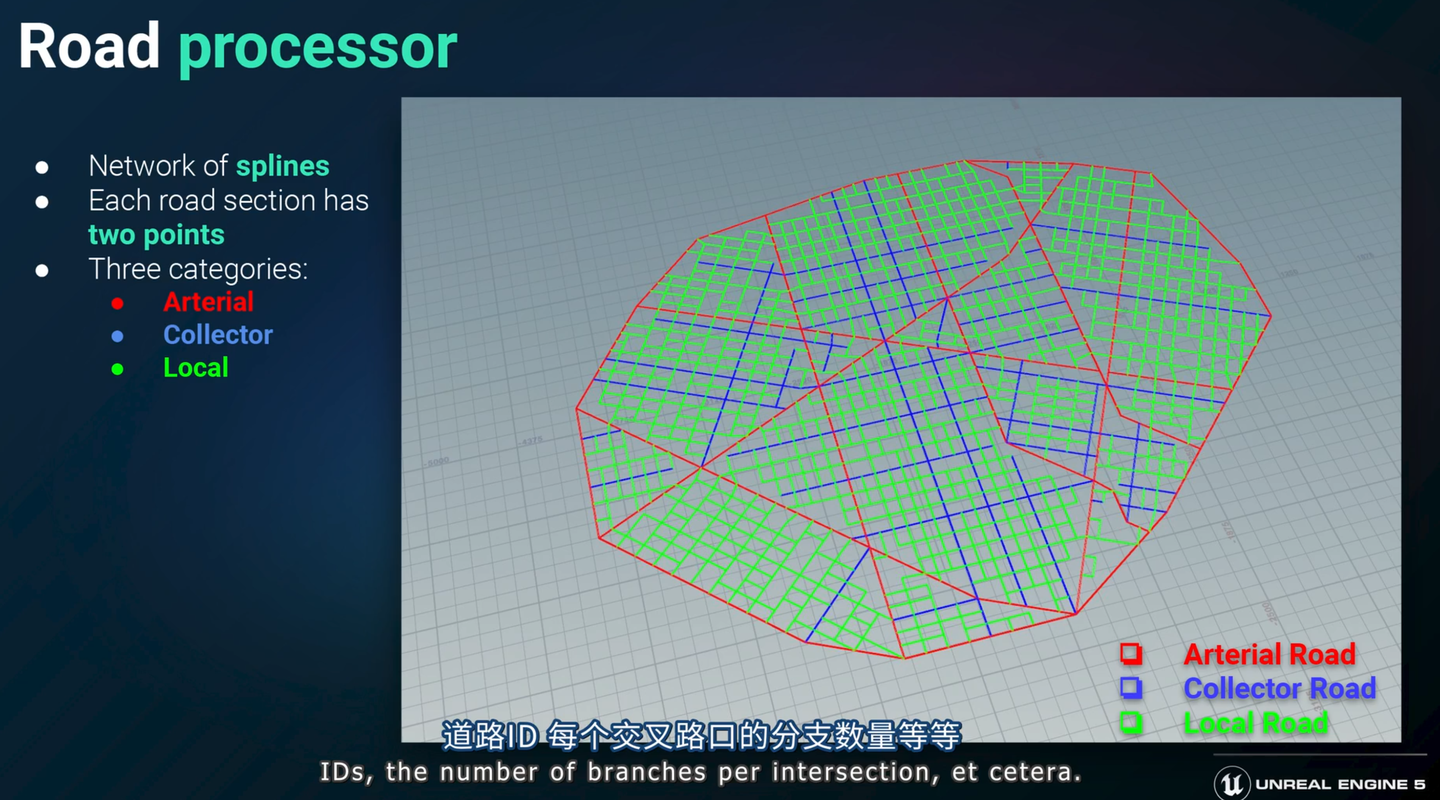 Road processor
Network of splines
Each road section has
two points
Three categories:
Arterial
Collector
Local
Arterial Road
Collector Road
Local Road
道路ID 每个交叉路口的分支数量等等
IDs, the number of branches per intersection, et cetera.
UNREAL ENGINE 5